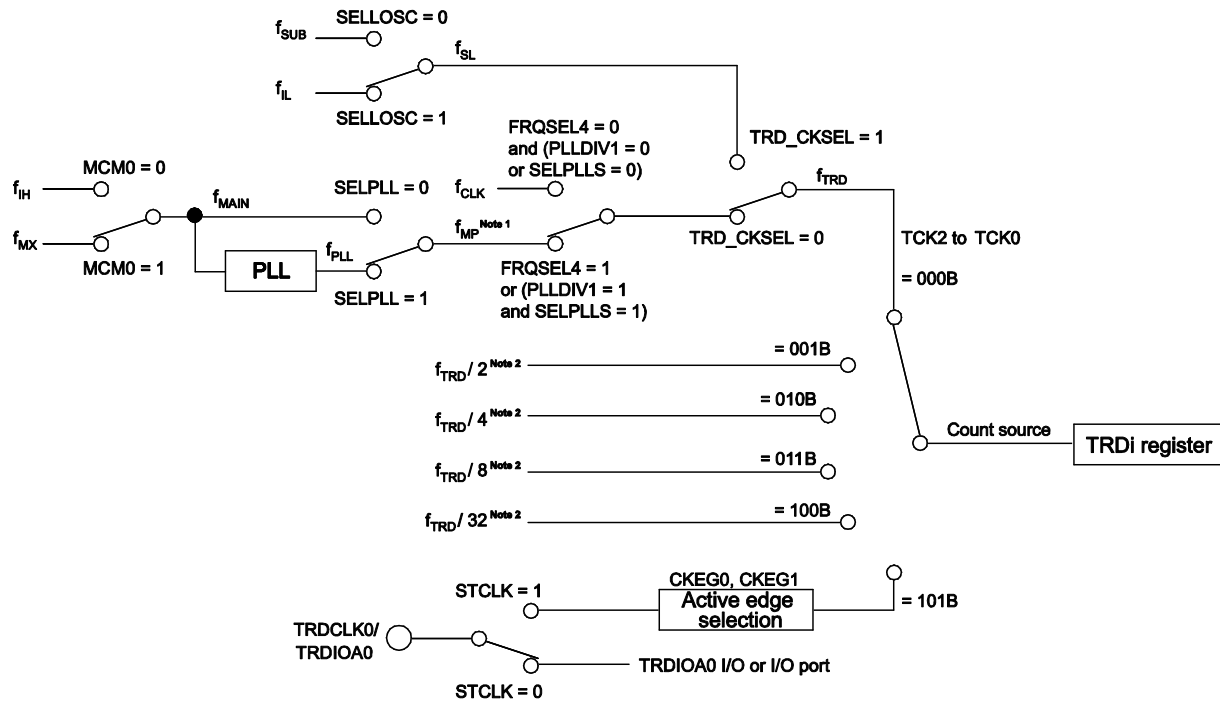 SELLOSC = 0
fSUB
fSL
fIL
SELLOSC = 1
FRQSEL4 = 0
and (PLLDIV1 = 0
or SELPLLS = 0)
TRD_CKSEL = 1
MCM0 = 0
SELPLL = 0
fIH
fMAIN
fCLK
fTRD
fMX
fPLL
fMP Note 1
TRD_CKSEL = 0
MCM0 = 1
PLL
SELPLL = 1
FRQSEL4 = 1
or (PLLDIV1 = 1
and SELPLLS = 1)
TCK2 to TCK0
= 000B
= 001B
fTRD / 2 Note 2
= 010B
fTRD / 4 Note 2
Count source
TRDi register
= 011B
fTRD / 8 Note 2
= 100B
fTRD / 32 Note 2
STCLK = 1
CKEG0, CKEG1
Active edge
selection
= 101B
TRDCLK0/
TRDIOA0
TRDIOA0 I/O or I/O port
STCLK = 0